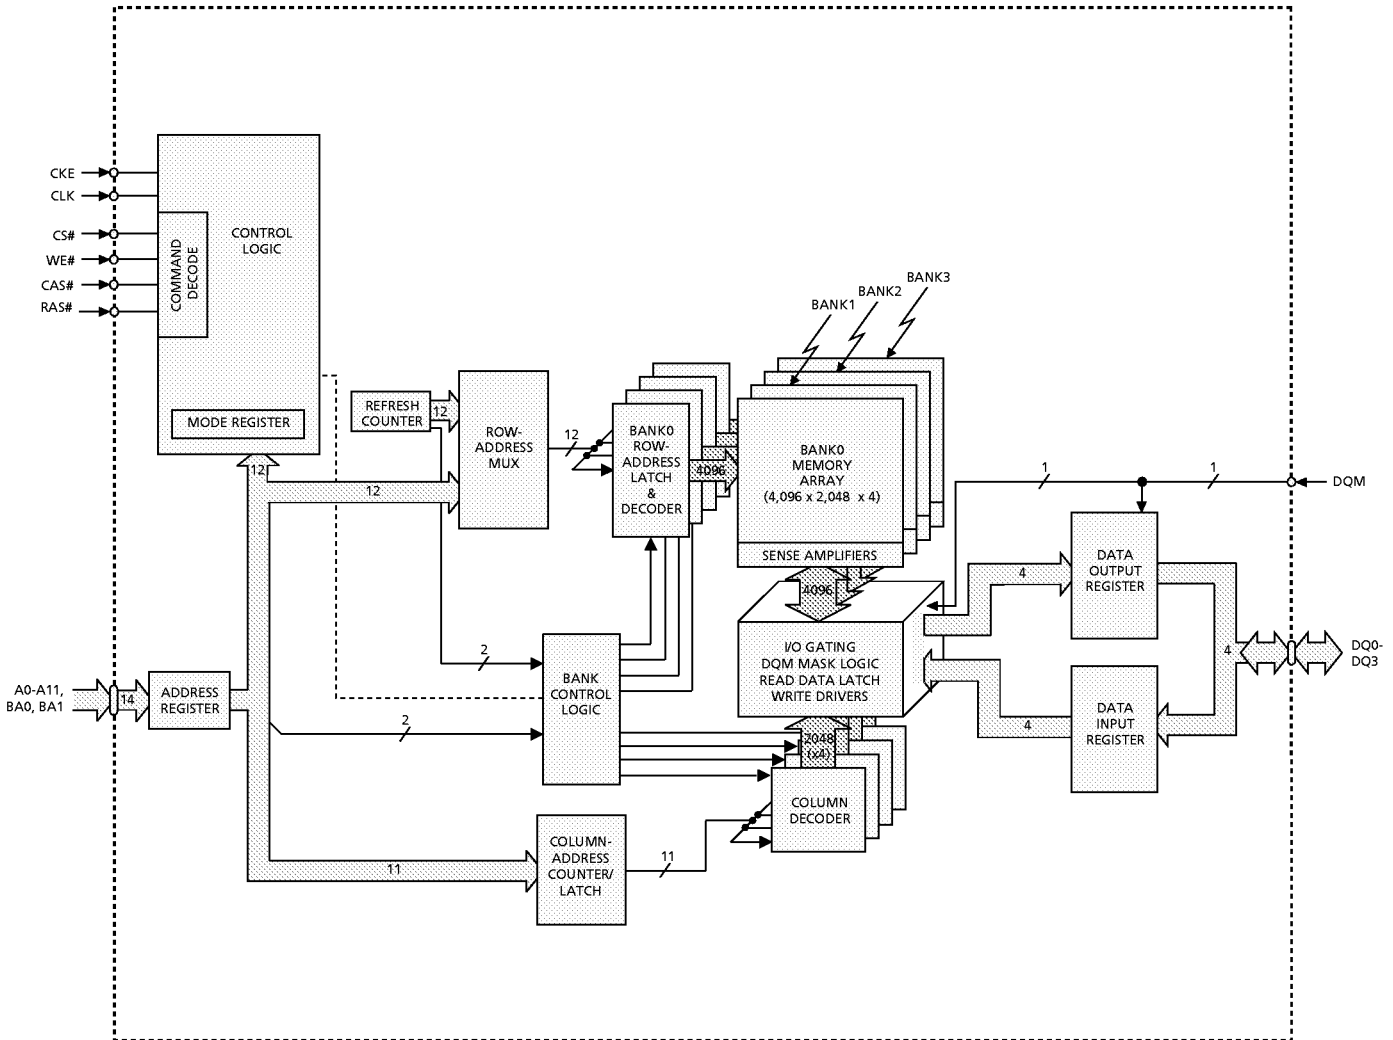 CKE
CLK
CS#
WE#
CAS#
RAS#
COMMAND
DECODE
CONTROL
LOGIC
MODE REGISTER
12
REFRESH
COUNTER
12
ROW-
ADDRESS
MUX
12
12
BANK0
ROW-
ADDRESS
LATCH
&
DECODER
4096
BANK1
BANK2
BANK3
BANK0
MEMORY
ARRAY
(4,096 x 2,048 x 4)
SENSE AMPLIFIERS
4096
I/O GATING
DQM MASK LOGIC
READ DATA LATCH
WRITE DRIVERS
2048
(x4)
COLUMN
DECODER
1
1
DQM
DATA
OUTPUT
REGISTER
4
DATA
INPUT
REGISTER
4
4
DQ0-
DQ3
A0-A11,
BA0, BA1
14
ADDRESS
REGISTER
2
2
BANK
CONTROL
LOGIC
11
COLUMN-
ADDRESS
COUNTER/
LATCH
11